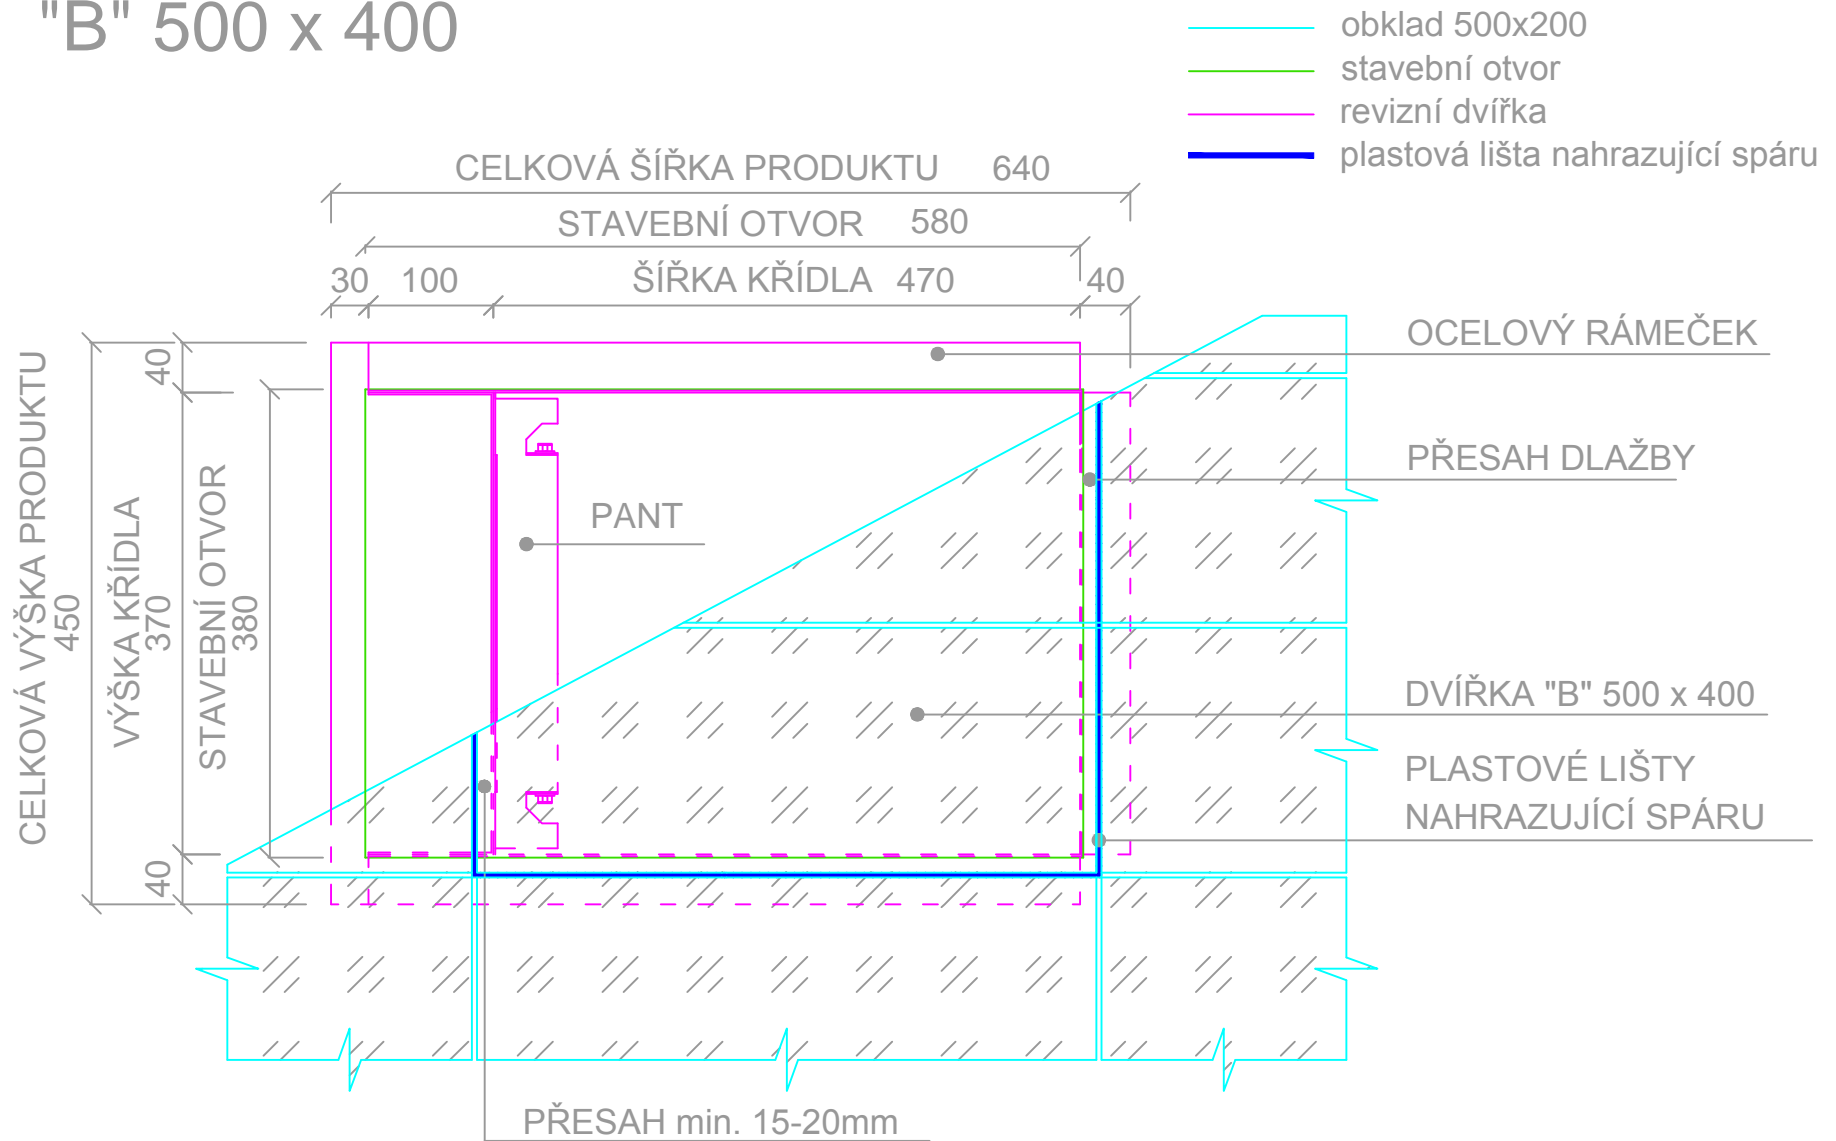 "B" 500 x 400
obklad 500x200
stavební otvor
revizní dvířka
plastová lišta nahrazující spáru
CELKOVÁ ŠÍŘKA PRODUKTU 640
STAVEBNÍ OTVOR 580
30 100 ŠÍŘKA KŘÍDLA 470 40
CELKOVÁ VÝŠKA PRODUKTU
450
VÝŠKA KŘÍDLA
40 370 40
STAVEBNÍ OTVOR
380
OCELOVÝ RÁMEČEK
PŘESAH DLAŽBY
PANT
DVÍŘKA "B" 500 x 400
PLASTOVÉ LIŠTY
NAHRAZUJÍCÍ SPÁRU
PŘESAH min. 15-20mm